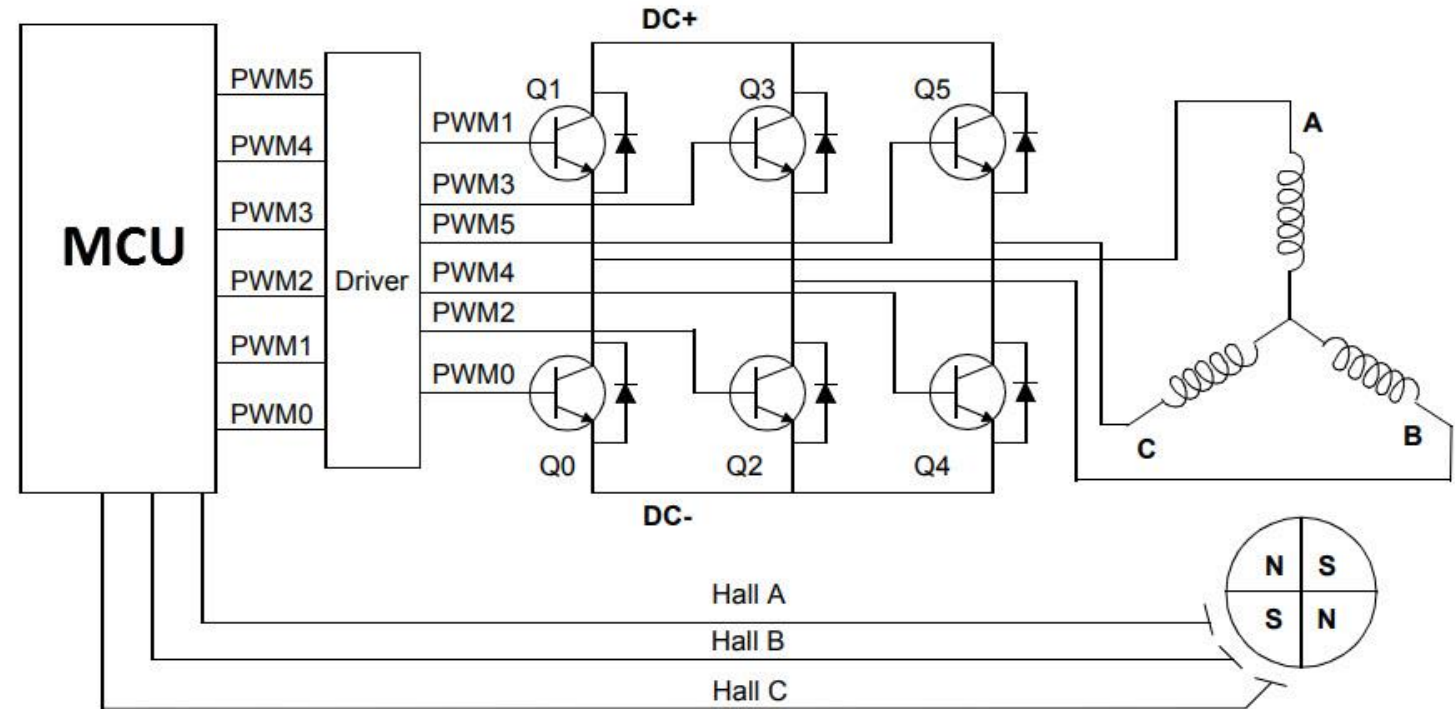 DC+
MCU
PWM5
PWM4
PWM3
PWM2
PWM1
PWM0
Driver
PWM1
PWM3
PWM5
PWM4
PWM2
PWM0
Q1
Q3
Q5
Q0
Q2
Q4
DC-
A
C
B
N
S
S
N
Hall A
Hall B
Hall C